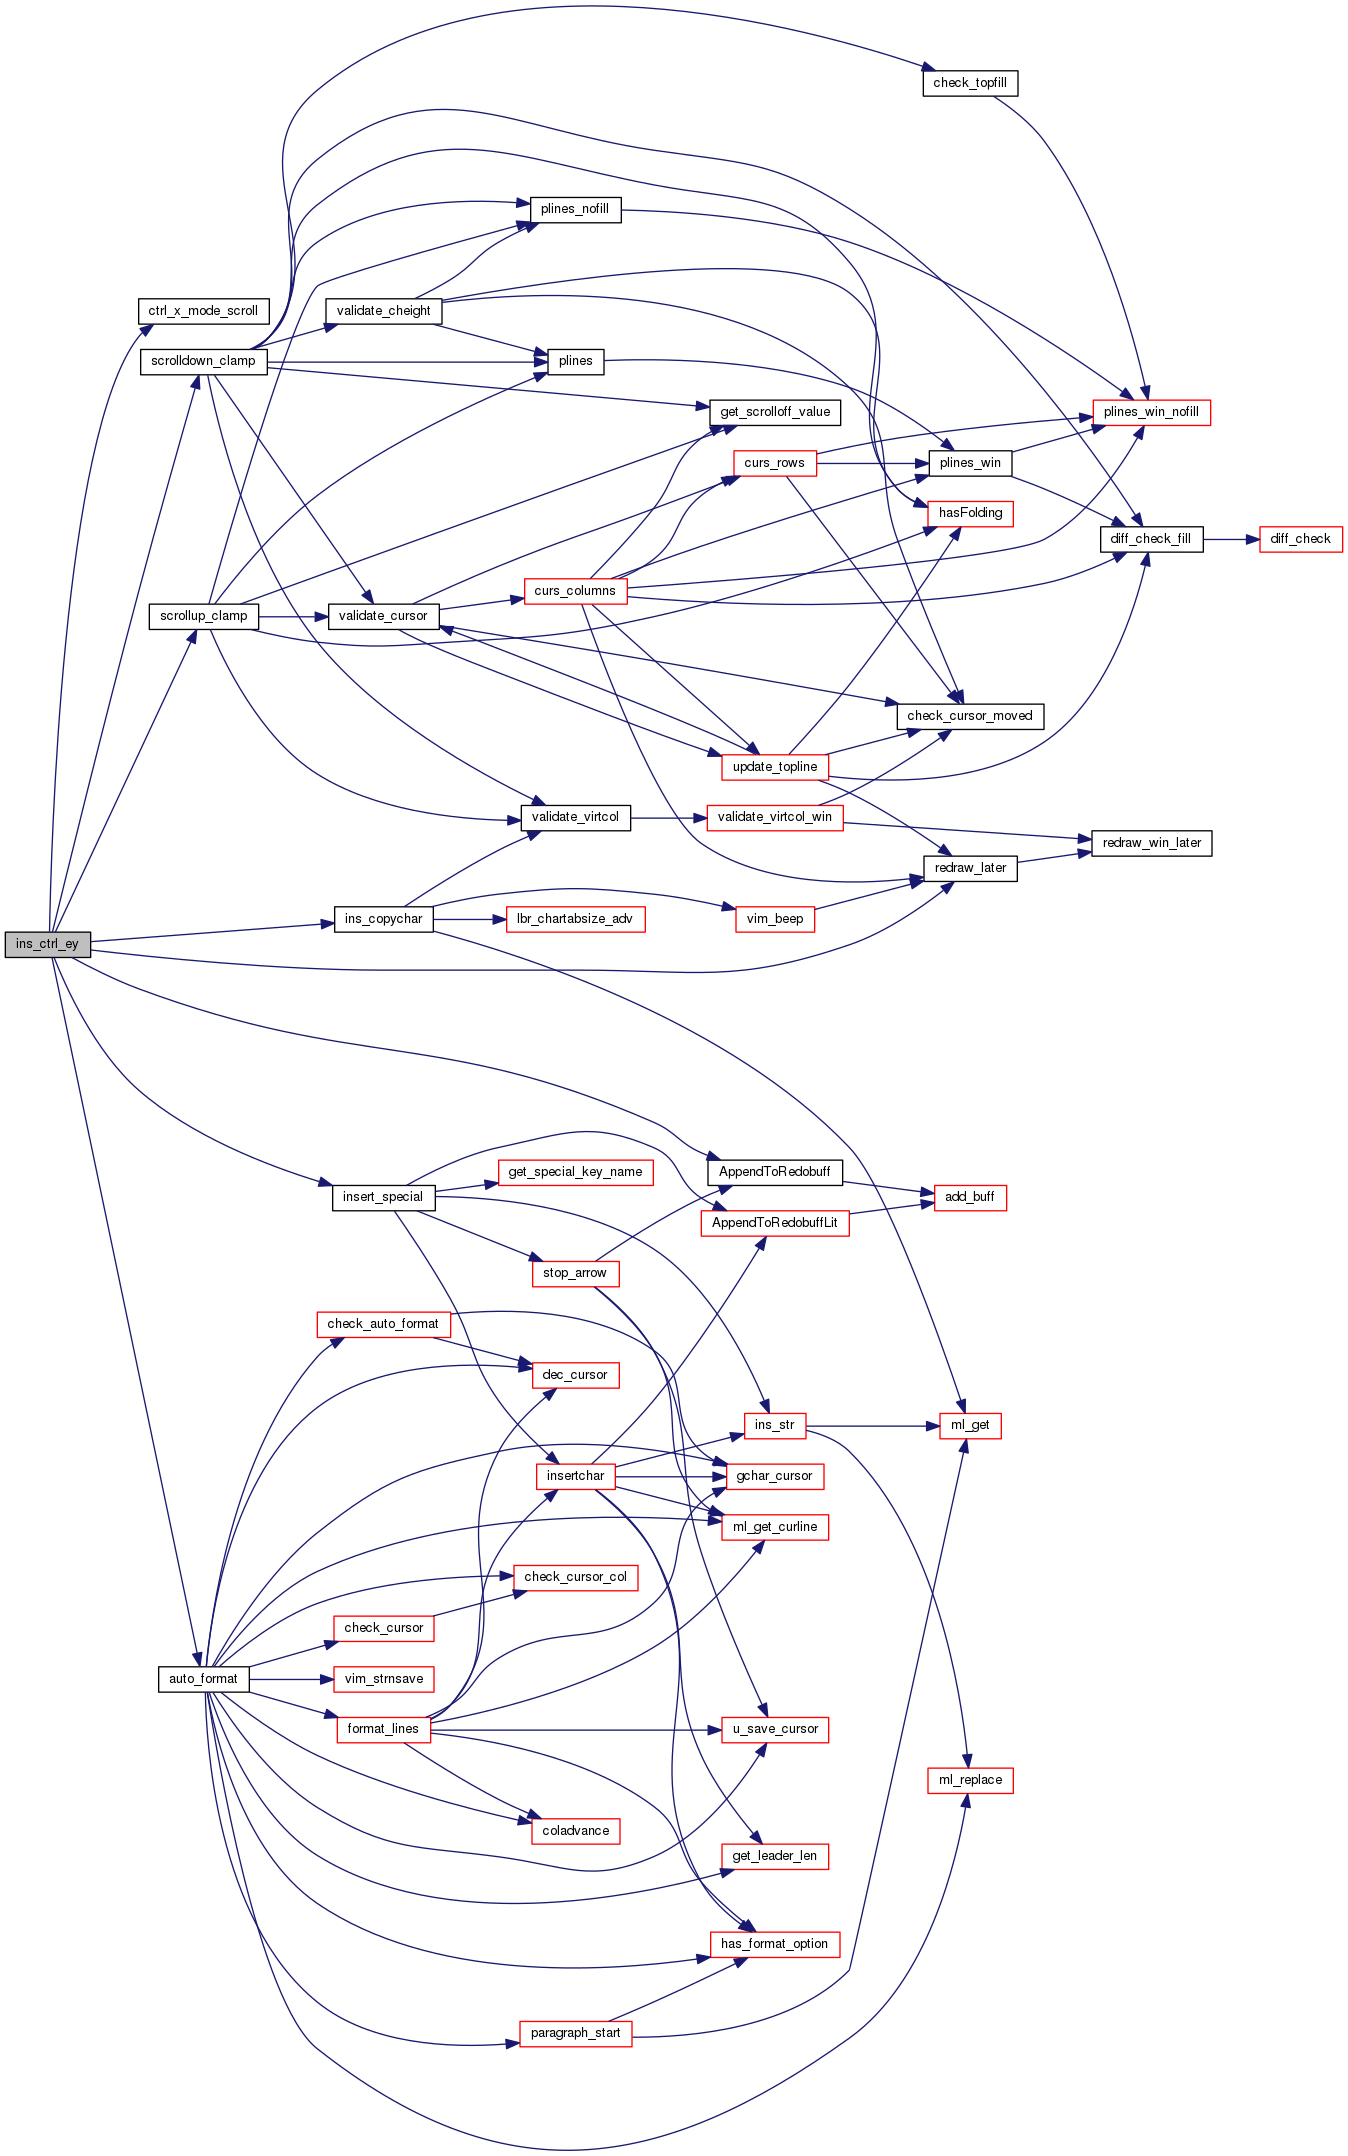 check_topfill
plines_nofill
ctrl_x_mode_scroll
validate_cheight
scrolldown_clamp
plines
get_scrolloff_value
plines_win_nofill
curs_rows
plines_win
hasFolding
diff_check_fill
diff_check
curs_columns
scrollup_clamp
validate_cursor
check_cursor_moved
update_topline
validate_virtcol
validate_virtcol_win
redraw_win_later
redraw_later
ins_copychar
lbr_chartabsize_adv
vim_beep
ins_ctrl_ey
get_special_key_name
AppendToRedobuff
insert_special
add_buff
AppendToRedobuffLit
stop_arrow
check_auto_format
dec_cursor
ins_str
ml_get
insertchar
gchar_cursor
ml_get_curline
check_cursor_col
check_cursor
auto_format
vim_strnsave
format_lines
u_save_cursor
ml_replace
coladvance
get_leader_len
has_format_option
paragraph_start